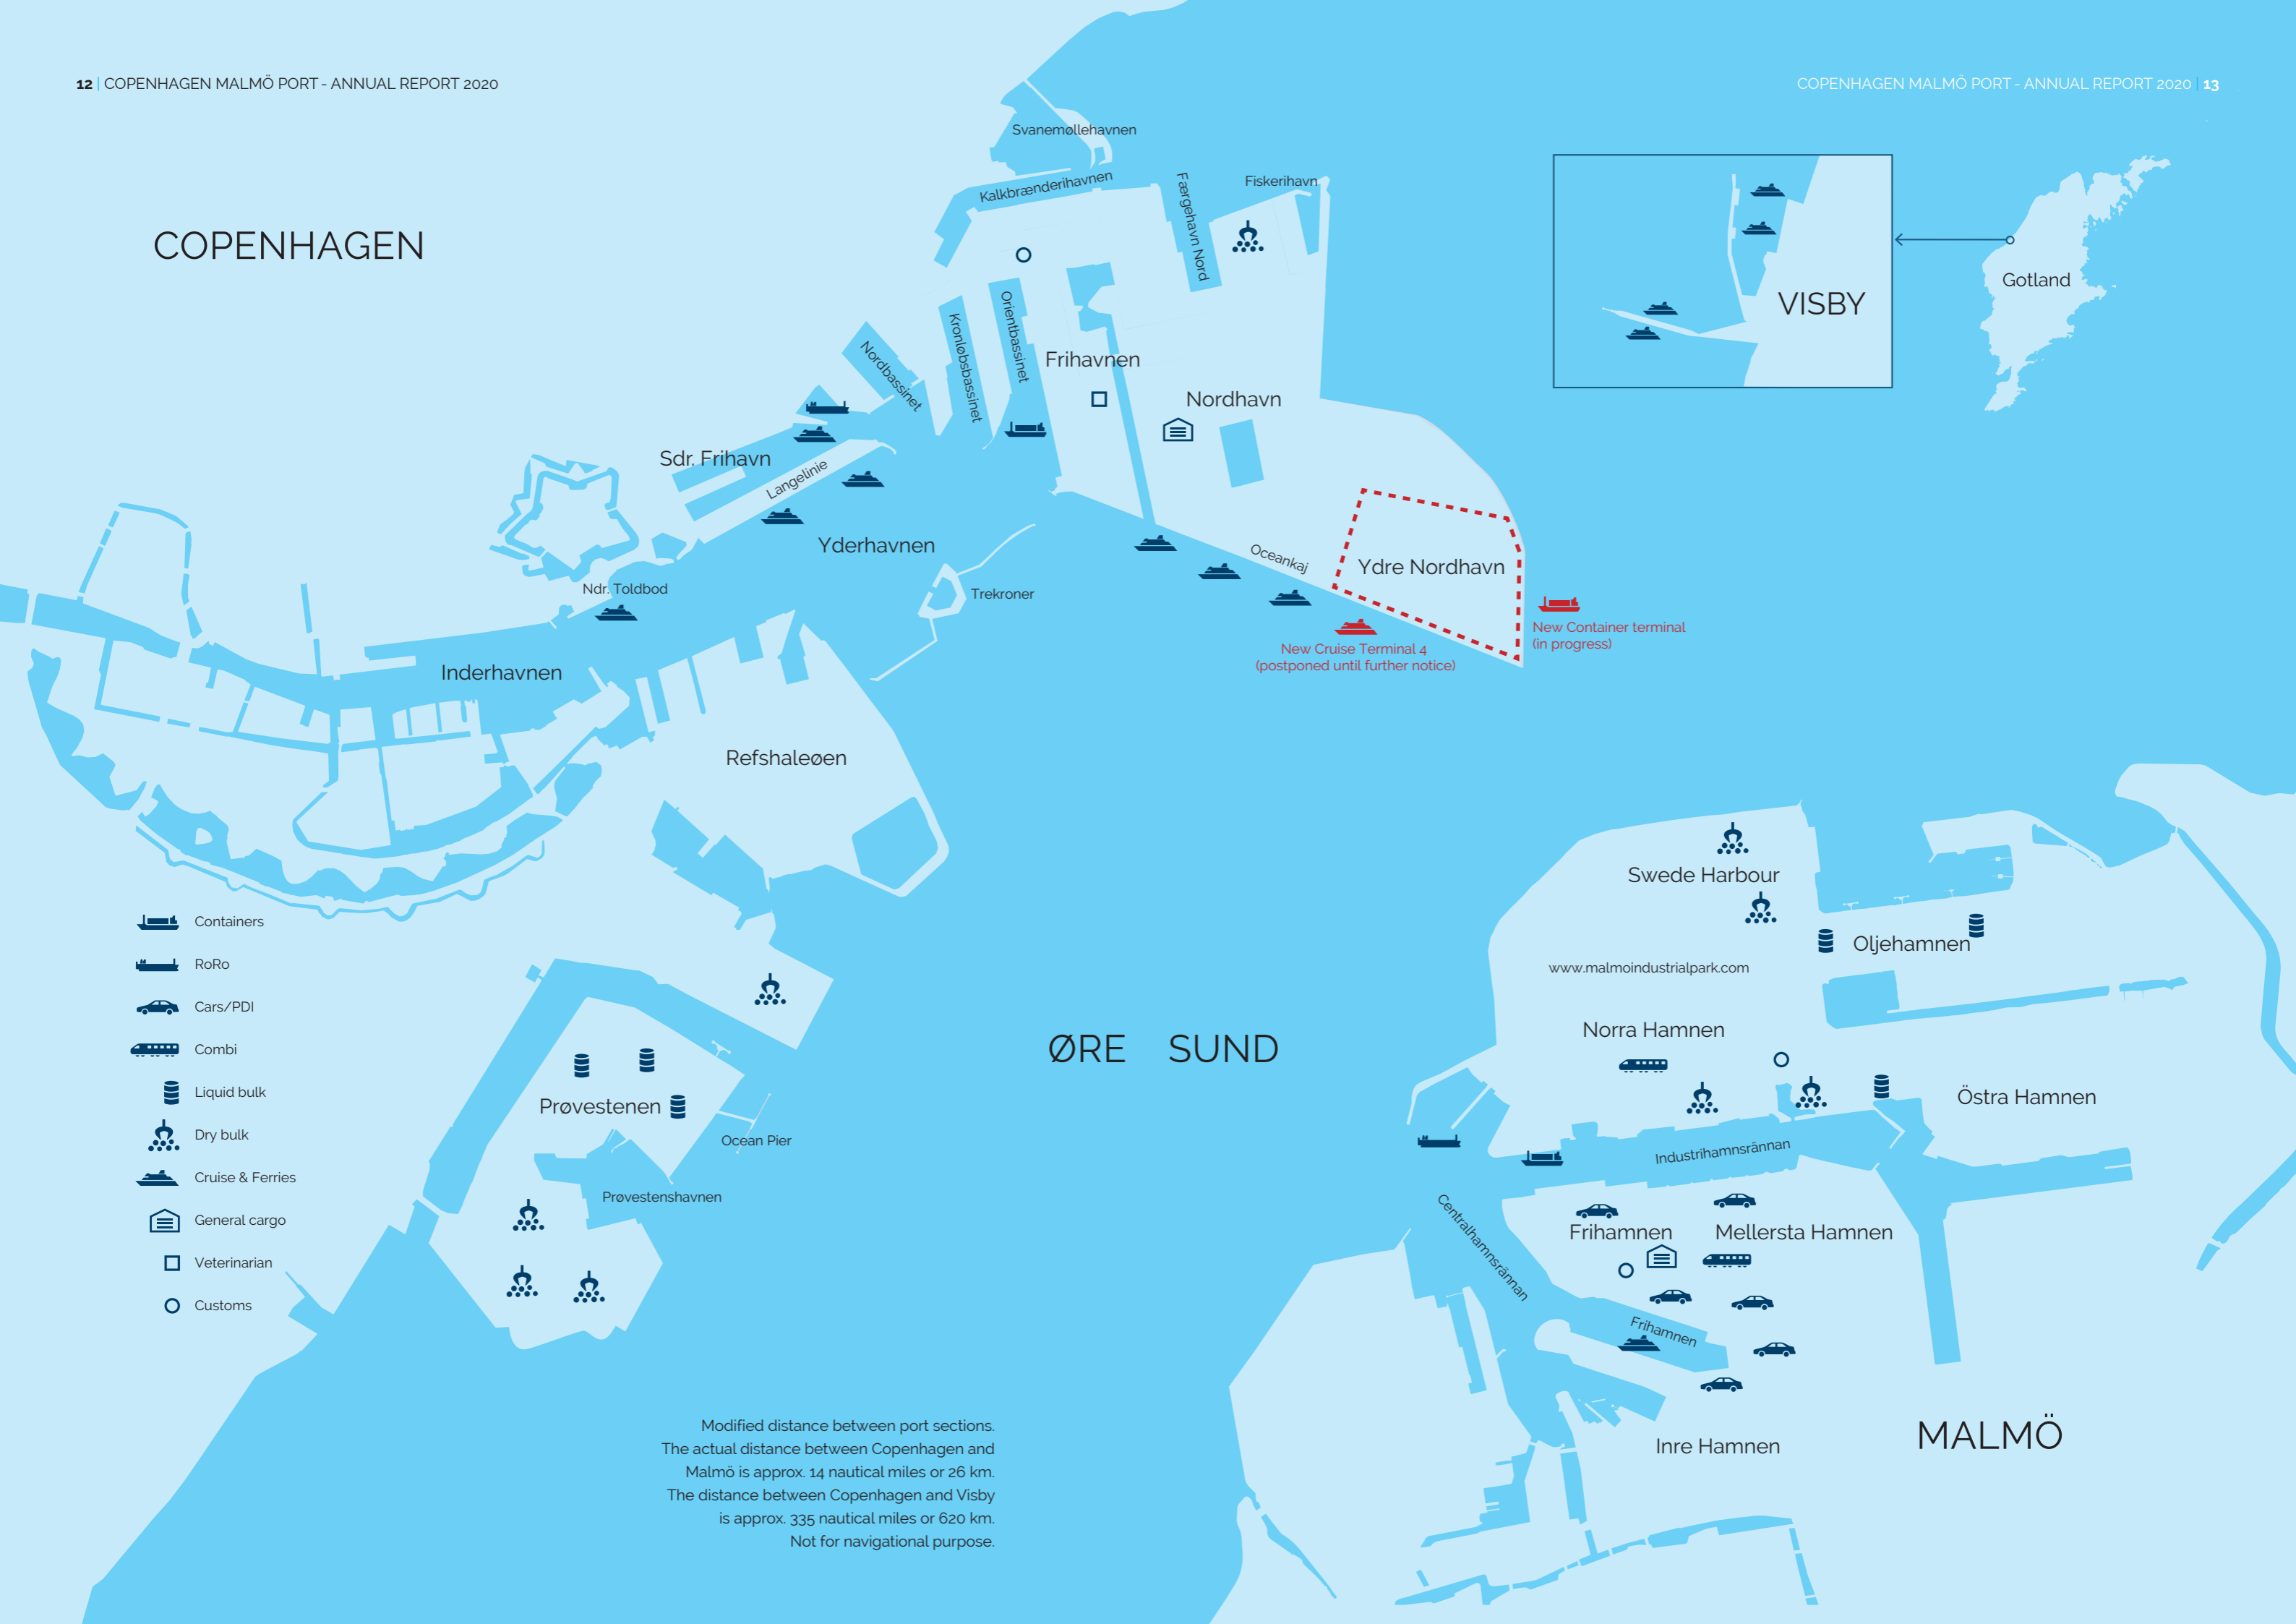 12 | COPENHAGEN MALMÖ PORT - ANNUAL REPORT 2020
COPENHAGEN MALMÖ PORT - ANNUAL REPORT 2020 | 13
COPENHAGEN
Svanemøllehavnen
Kalkbrænderihavnen
Færgehavn Nord
Fiskerihavn
Nordbassinet
Kronløbsbassinet
Orientbassinet
Frihavnen
Nordhavn
Sdr. Frihavn
Langelinie
Yderhavnen
Oceankaj
Ydre Nordhavn
Ndr. Toldbod
Trekroner
New Container terminal
(in progress)
New Cruise Terminal 4
(postponed until further notice)
Inderhavnen
Refshaleøen
VISBY
Gotland
Containers
RoRo
Cars/PDI
Combi
Liquid bulk
Dry bulk
Cruise & Ferries
General cargo
Veterinarian
Customs
Prøvestenen
Ocean Pier
Prøvestenshavnen
ØRE SUND
Swede Harbour
Oljehamnen
www.malmoindustrialpark.com
Norra Hamnen
Östra Hamnen
Industrihamnsrännan
Centralhamnsrännan
Frihamnen
Mellersta Hamnen
Frihamnen
Inre Hamnen
MALMÖ
Modified distance between port sections.
The actual distance between Copenhagen and
Malmö is approx. 14 nautical miles or 26 km.
The distance between Copenhagen and Visby
is approx. 335 nautical miles or 620 km.
Not for navigational purpose.